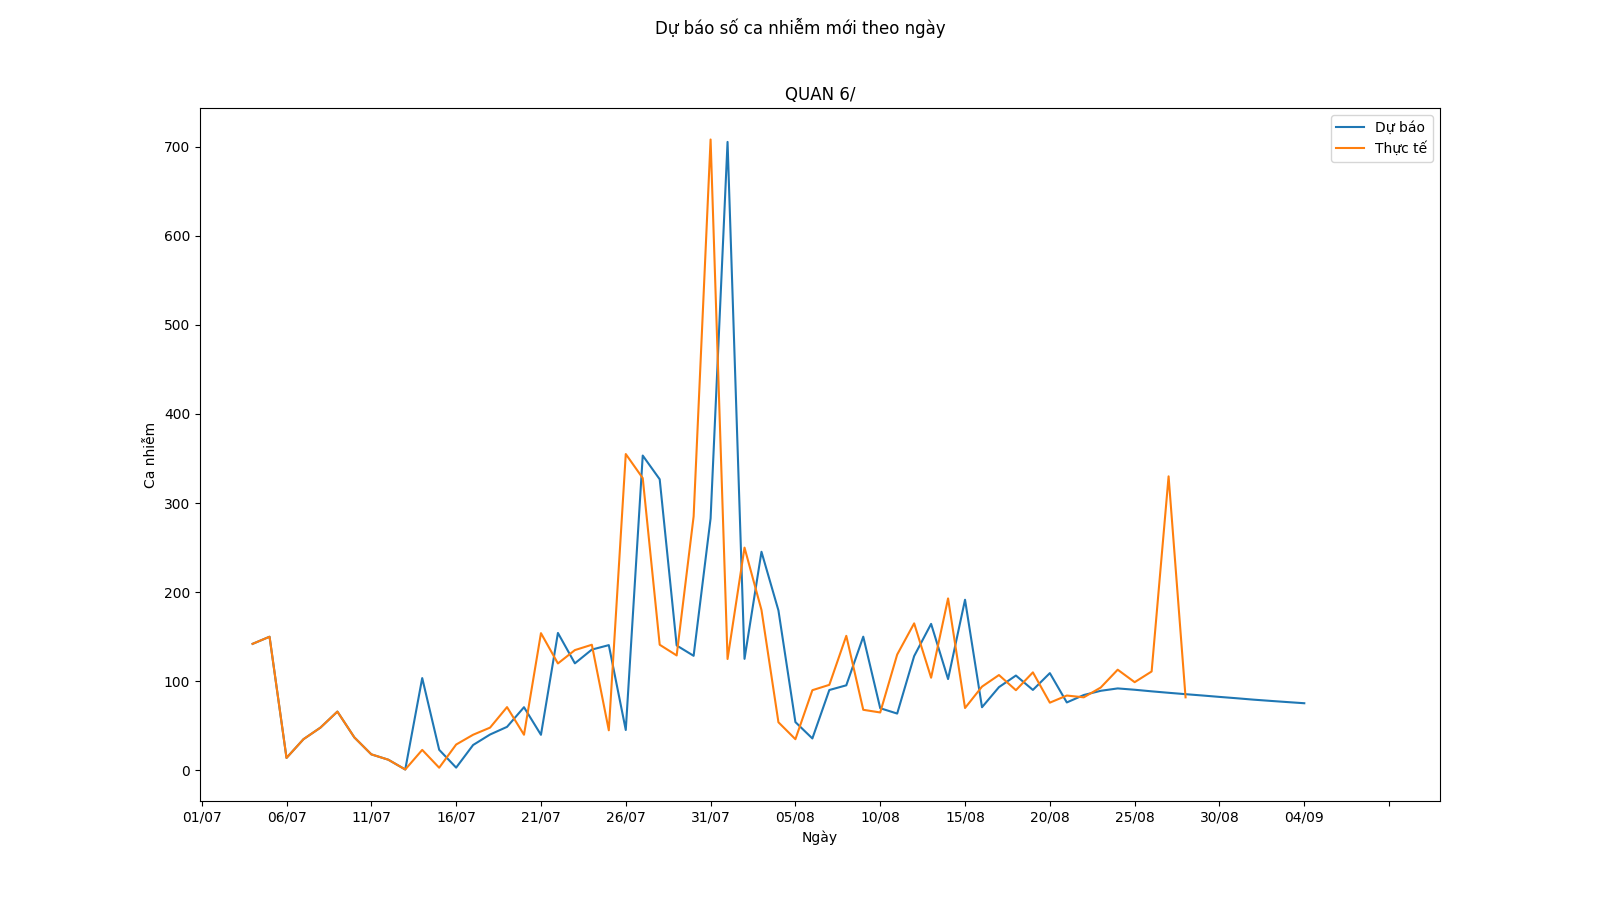 Dự báo số ca nhiễm mới theo ngày
QUAN 6/
Dự báo
Thực tế
700
600
500
400
300
200
100
0
Ca nhiễm
01/07 06/07 11/07 16/07 21/07 26/07 31/07 05/08 10/08 15/08 20/08 25/08 30/08 04/09
Ngày